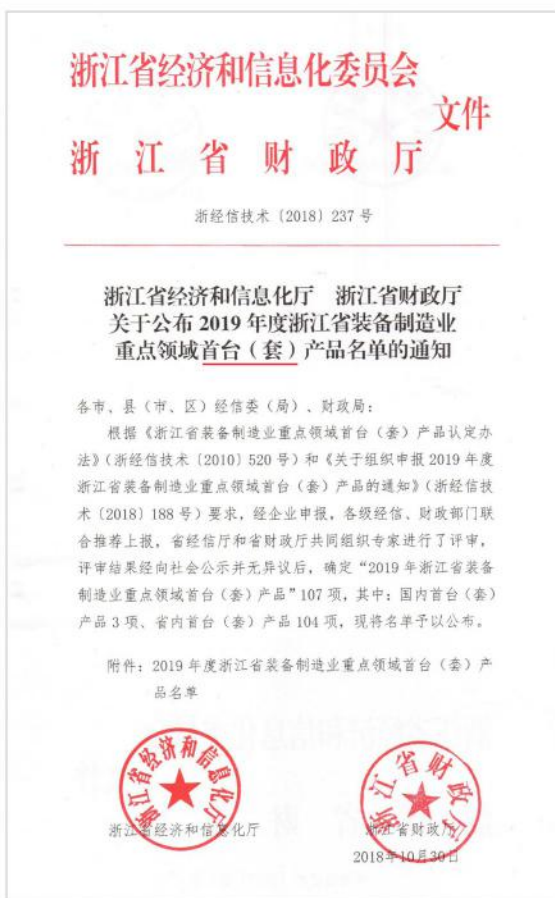 浙江省经济和信息化委员会
文件
浙江省财政厅
浙经信技术〔2018〕237号
浙江省经济和信息化厅 浙江省财政厅
关于公布2019年度浙江省装备制造业
重点领域首台（套）产品名单的通知
各市、县（市、区）经信委（局）、财政局：
根据《浙江省装备制造业重点领域首台（套）产品认定办
法》（浙经信技术〔2010〕520号）和《关于组织申报2019年度
浙江省装备制造业重点领域首台（套）产品的通知》（浙经信技
术〔2018〕188号）要求，经企业申报，各级经信、财政部门联
合推荐上报，省经信厅和省财政厅共同组织专家进行了评审，
评审结果经向社会公示并无异议后，确定“2019年浙江省装备
制造业重点领域首台（套）产品”107项，其中：国内首台（套）
产品3项、省内首台（套）产品104项，现将名单予以公布。
附件：2019年度浙江省装备制造业重点领域首台（套）产
品名单
浙江省经济和信息化厅
浙江省财政厅
浙江省经济和信息化厅
浙江省财政厅
2018年10月30日